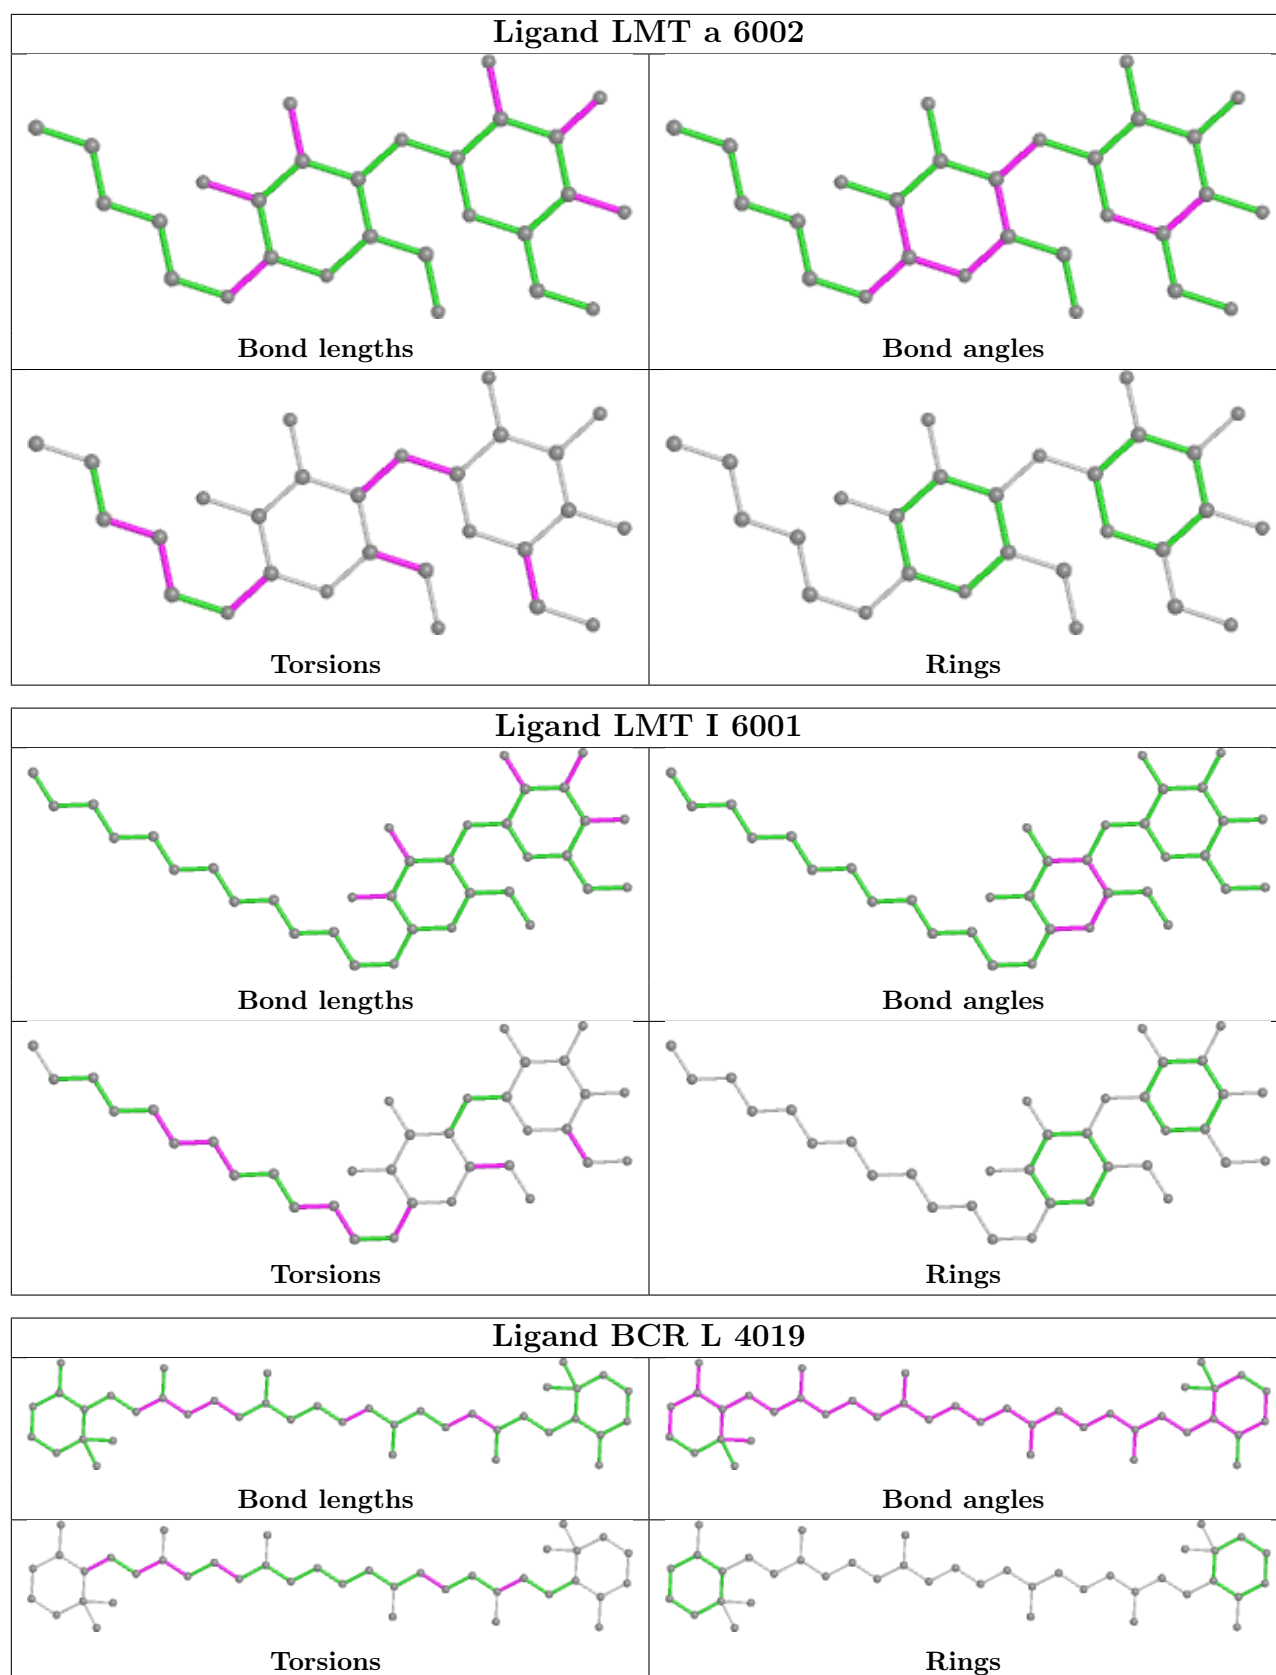 Ligand LMT a 6002
Bond lengths
Bond angles
Torsions
Rings
Ligand LMT I 6001
Bond lengths
Bond angles
Torsions
Rings
Ligand BCR L 4019
Bond lengths
Bond angles
Torsions
Rings